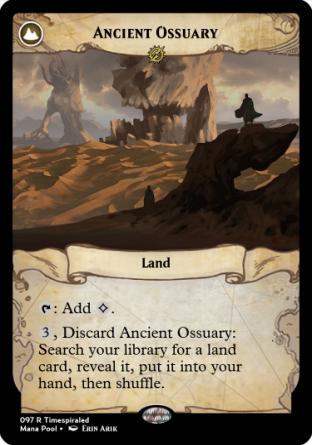 ANCIENT OSSUARY
Land
: Add .
3, Discard Ancient Ossuary:
Search your library for a land
card, reveal it, put it into your
hand, then shuffle.
097 R Timespiraled
Mana Pool • ERIN ARIK